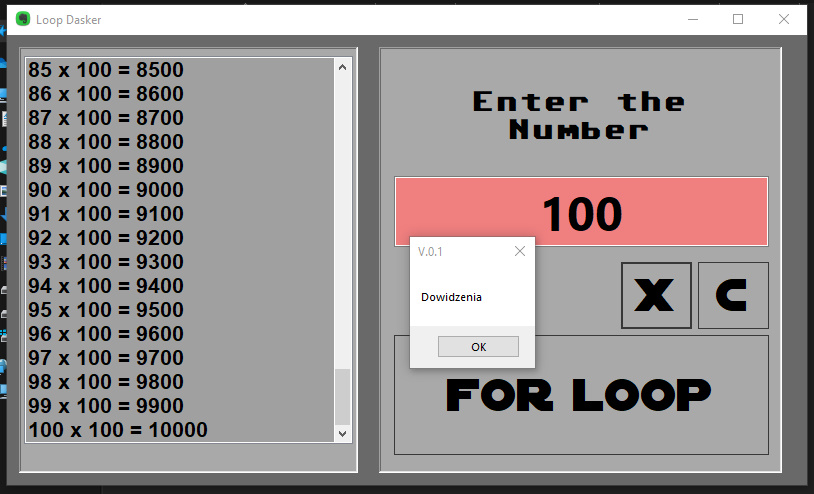 Loop Dasker
85 x 100 = 8500
86 x 100 = 8600
87 x 100 = 8700
88 x 100 = 8800
89 x 100 = 8900
90 x 100 = 9000
91 x 100 = 9100
92 x 100 = 9200
93 x 100 = 9300
94 x 100 = 9400
95 x 100 = 9500
96 x 100 = 9600
97 x 100 = 9700
98 x 100 = 9800
99 x 100 = 9900
100 x 100 = 10000
Enter the
Number
100
V.0.1
Dowidzenia
OK
X C
FOR LOOP